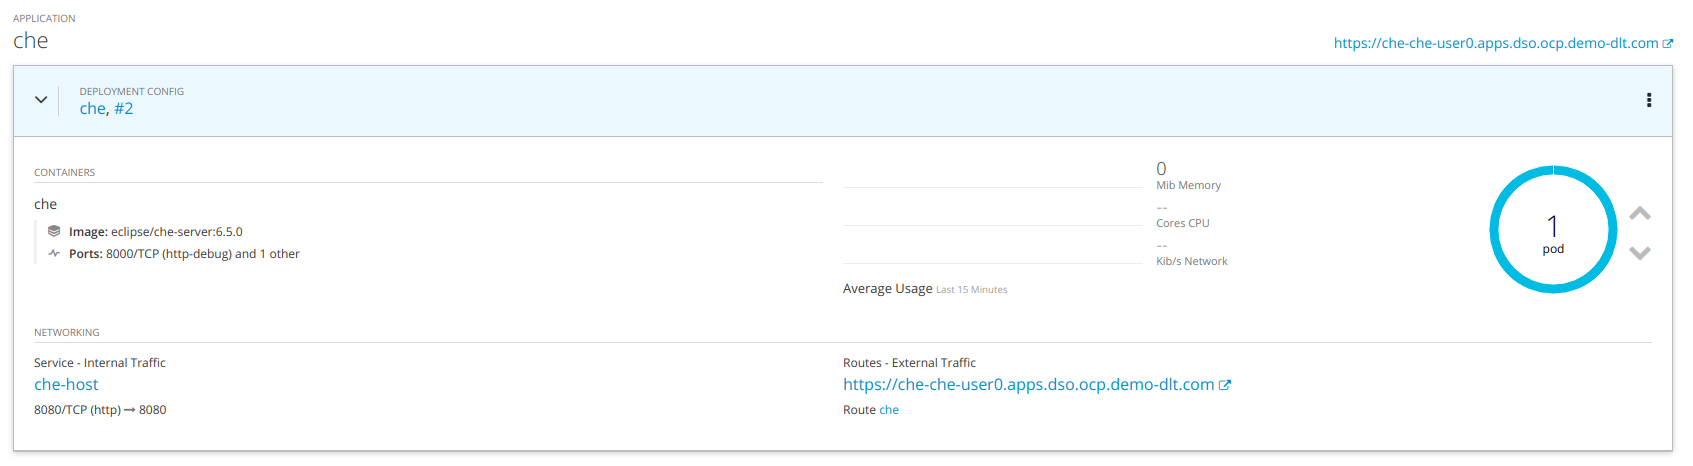 APPLICATION
che
https://che-che-user0.apps.dso.ocp.demo-dlt.com
DEPLOYMENT CONFIG
che, #2
CONTAINERS
che
Image: eclipse/che-server:6.5.0
Ports: 8000/TCP (http-debug) and 1 other
0
Mib Memory
--
Cores CPU
--
Kib/s Network
Average Usage Last 15 Minutes
1
pod
NETWORKING
Service - Internal Traffic
che-host
8080/TCP (http) → 8080
Routes - External Traffic
https://che-che-user0.apps.dso.ocp.demo-dlt.com
Route che